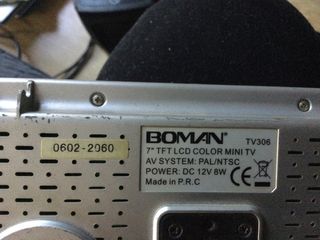 0602-2060
BOMAN TV306
7" TFT LCD COLOR MINI TV
AV SYSTEM: PAL/NTSC
POWER: DC 12V 8W
Made in P.R.C
CE